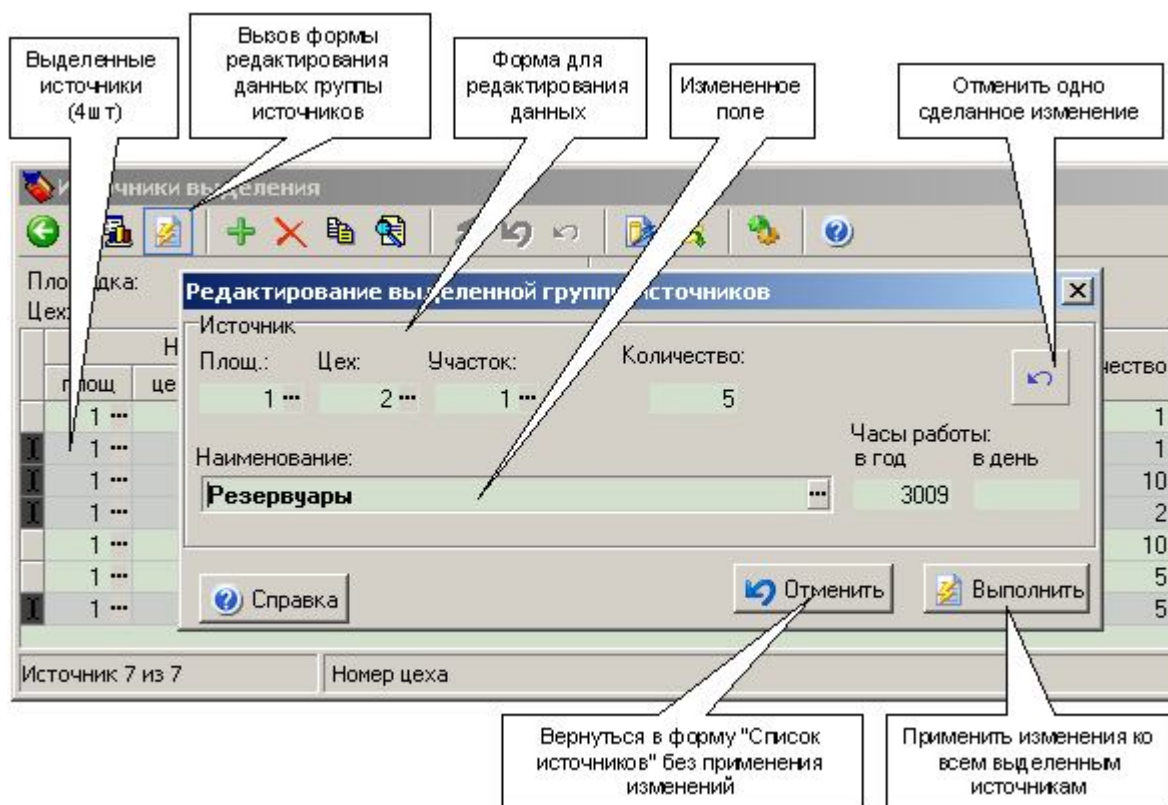 Выделенные
источники
(4шт)
Вызов формы
редактирования
данных группы
источников
Форма для
редактирования
данных
Измененное
поле
Отменить одно
сделанное изменение
выделения
Цех:
Н
площ
це
чество
1
1
1
1
1
1
1
1
1
10
2
10
5
5
Редактирование выделенной группы источников
Источник
Площ.:
Цех:
Участок:
Количество:
1 ...
2 ...
1 ...
5
Часы работы:
Наименование:
в год
в день
Резервуары
...
3009
Справка
Отменить
Выполнить
Источник 7 из 7
Номер цеха
Вернуться в форму "Список
источников" без применения
изменений
Применить изменения ко
всем выделенным
источникам